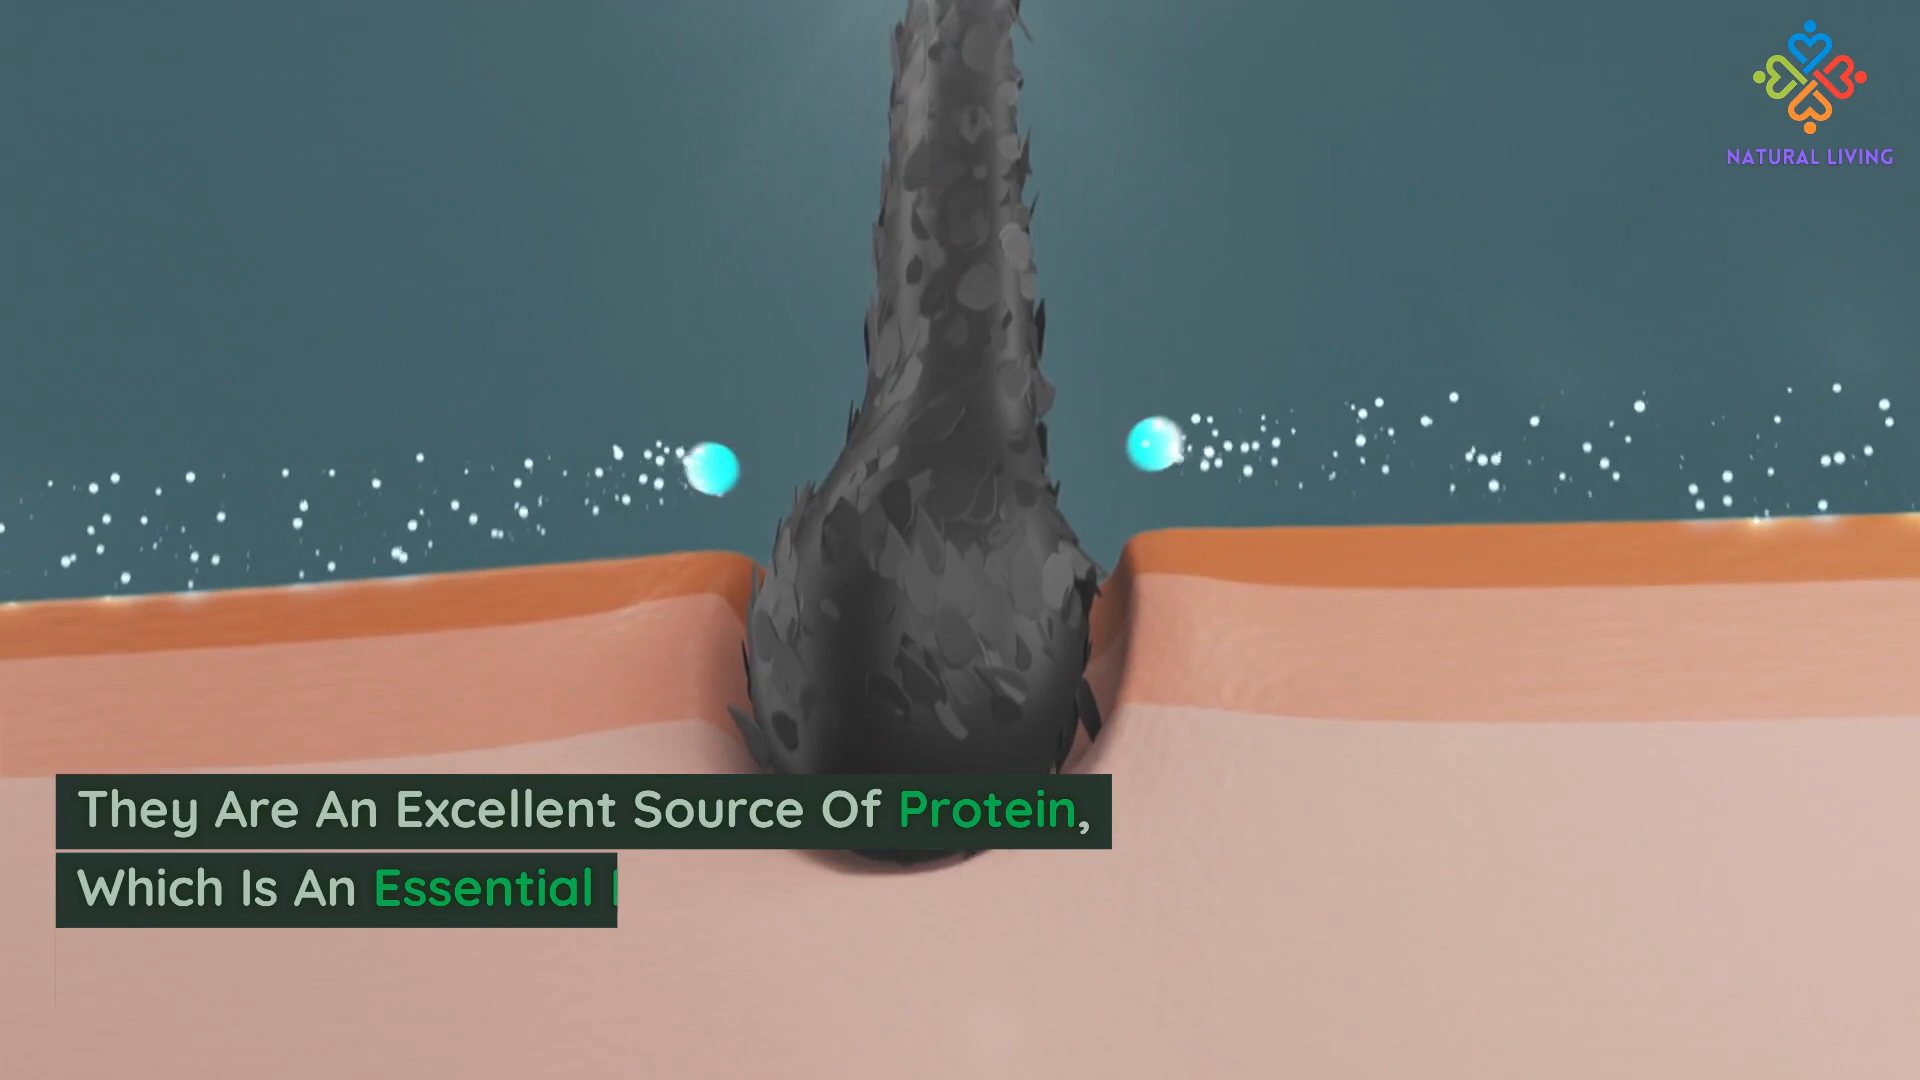 NATURAL LIVING
They Are An Excellent Source Of Protein,
Which Is An Essential